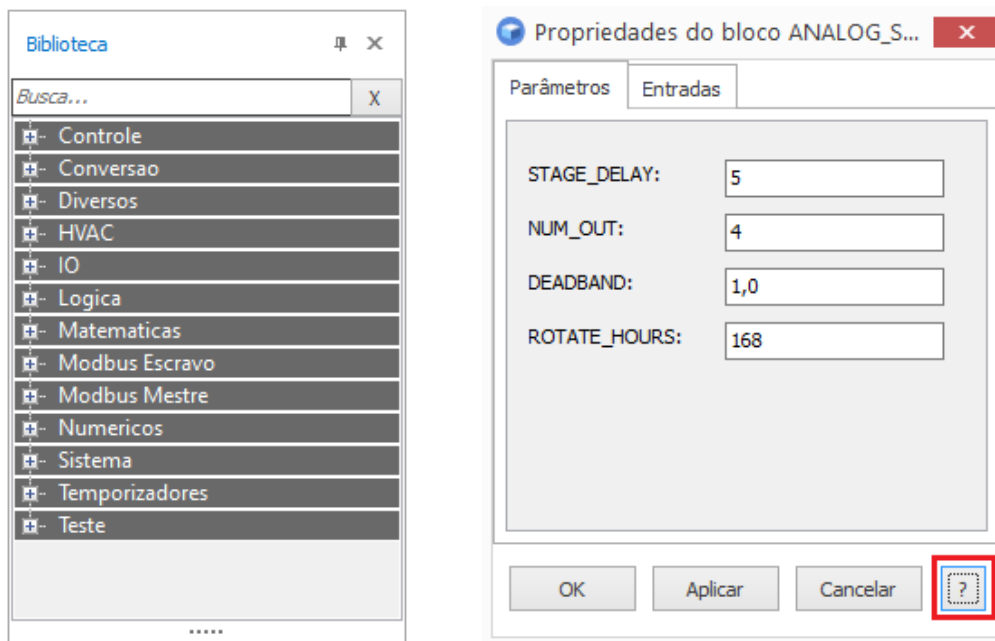 Biblioteca
Busca...
X
Controle
Conversao
Diversos
HVAC
IO
Logica
Matematicas
Modbus Escravo
Modbus Mestre
Numericos
Sistema
Temporizadores
Teste
Propriedades do bloco ANALOG_S...
Parâmetros Entradas
STAGE_DELAY: 5
NUM_OUT: 4
DEADBAND: 1,0
ROTATE_HOURS: 168
OK Aplicar Cancelar ?